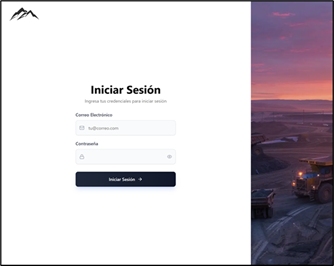 Iniciar Sesión
Ingresa tus credenciales para iniciar sesión
Correo Electrónico
tu@correo.com
Contraseña
Iniciar Sesión →